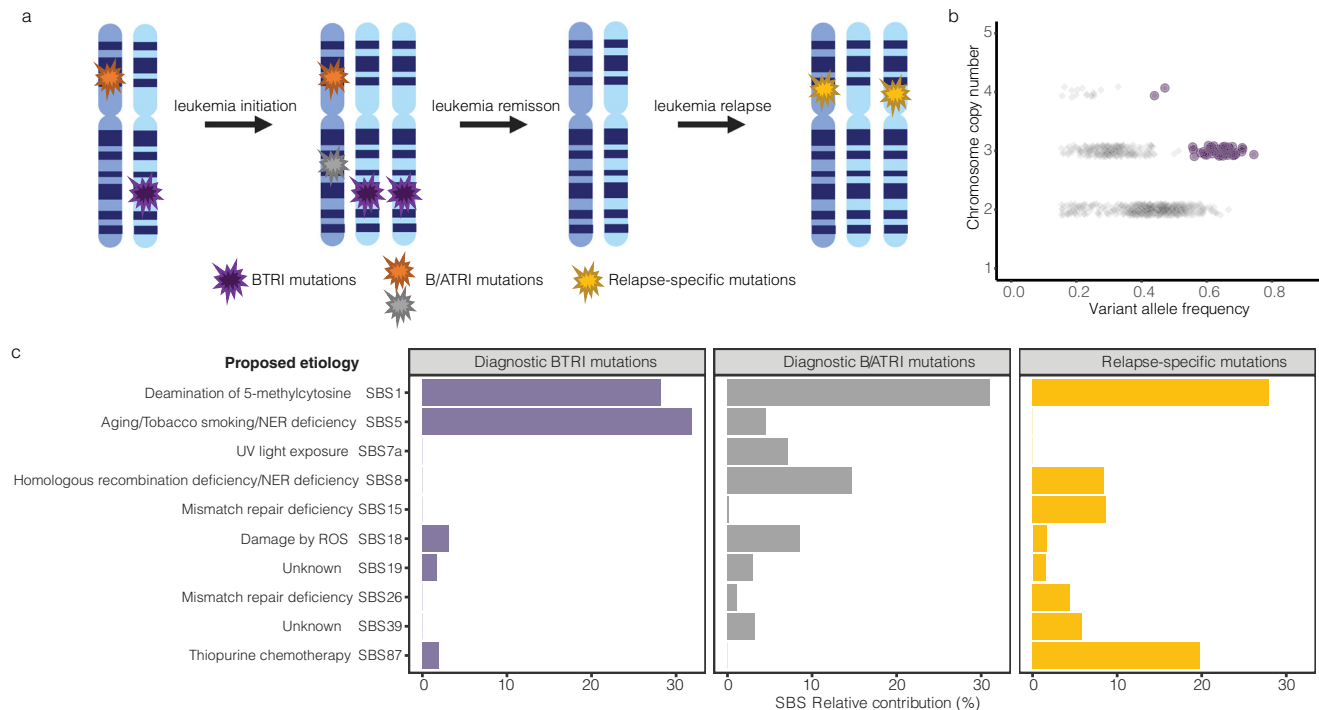 a
leukemia initiation
leukemia remisson
leukemia relapse
BTRI mutations
B/ATRI mutations
Relapse-specific mutations
b
Chromosome copy number
5
4
3
2
1
0.0 0.2 0.4 0.6 0.8
Variant allele frequency
c
Proposed etiology
Diagnostic BTRI mutations
Diagnostic B/ATRI mutations
Relapse-specific mutations
Deamination of 5-methylcytosine SBS1
Aging/Tobacco smoking/NER deficiency SBS5
UV light exposure SBS7a
Homologous recombination deficiency/NER deficiency SBS8
Mismatch repair deficiency SBS15
Damage by ROS SBS18
Unknown SBS19
Mismatch repair deficiency SBS26
Unknown SBS39
Thiopurine chemotherapy SBS87
0 10 20 30
0 10 20 30
0 10 20 30
SBS Relative contribution (%)